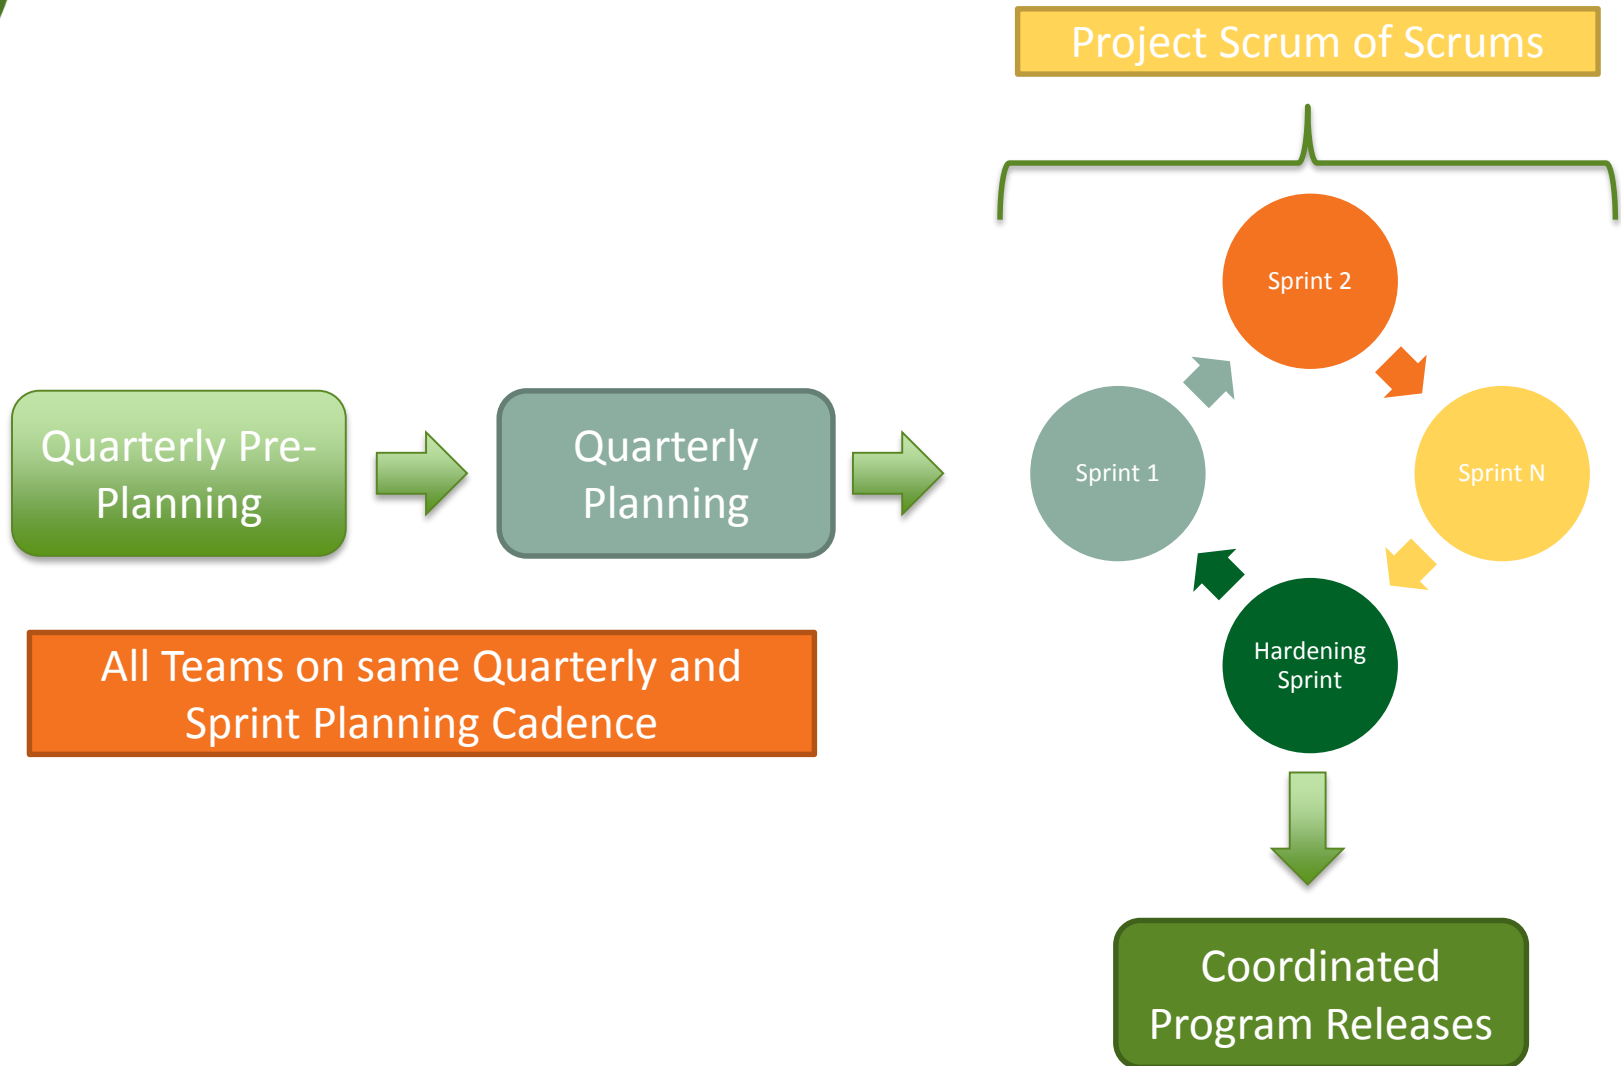 Project Scrum of Scrums
Sprint 2
Quarterly Pre-
Planning
Quarterly
Planning
Sprint 1
Sprint N
Hardening
Sprint
All Teams on same Quarterly and
Sprint Planning Cadence
Coordinated
Program Releases